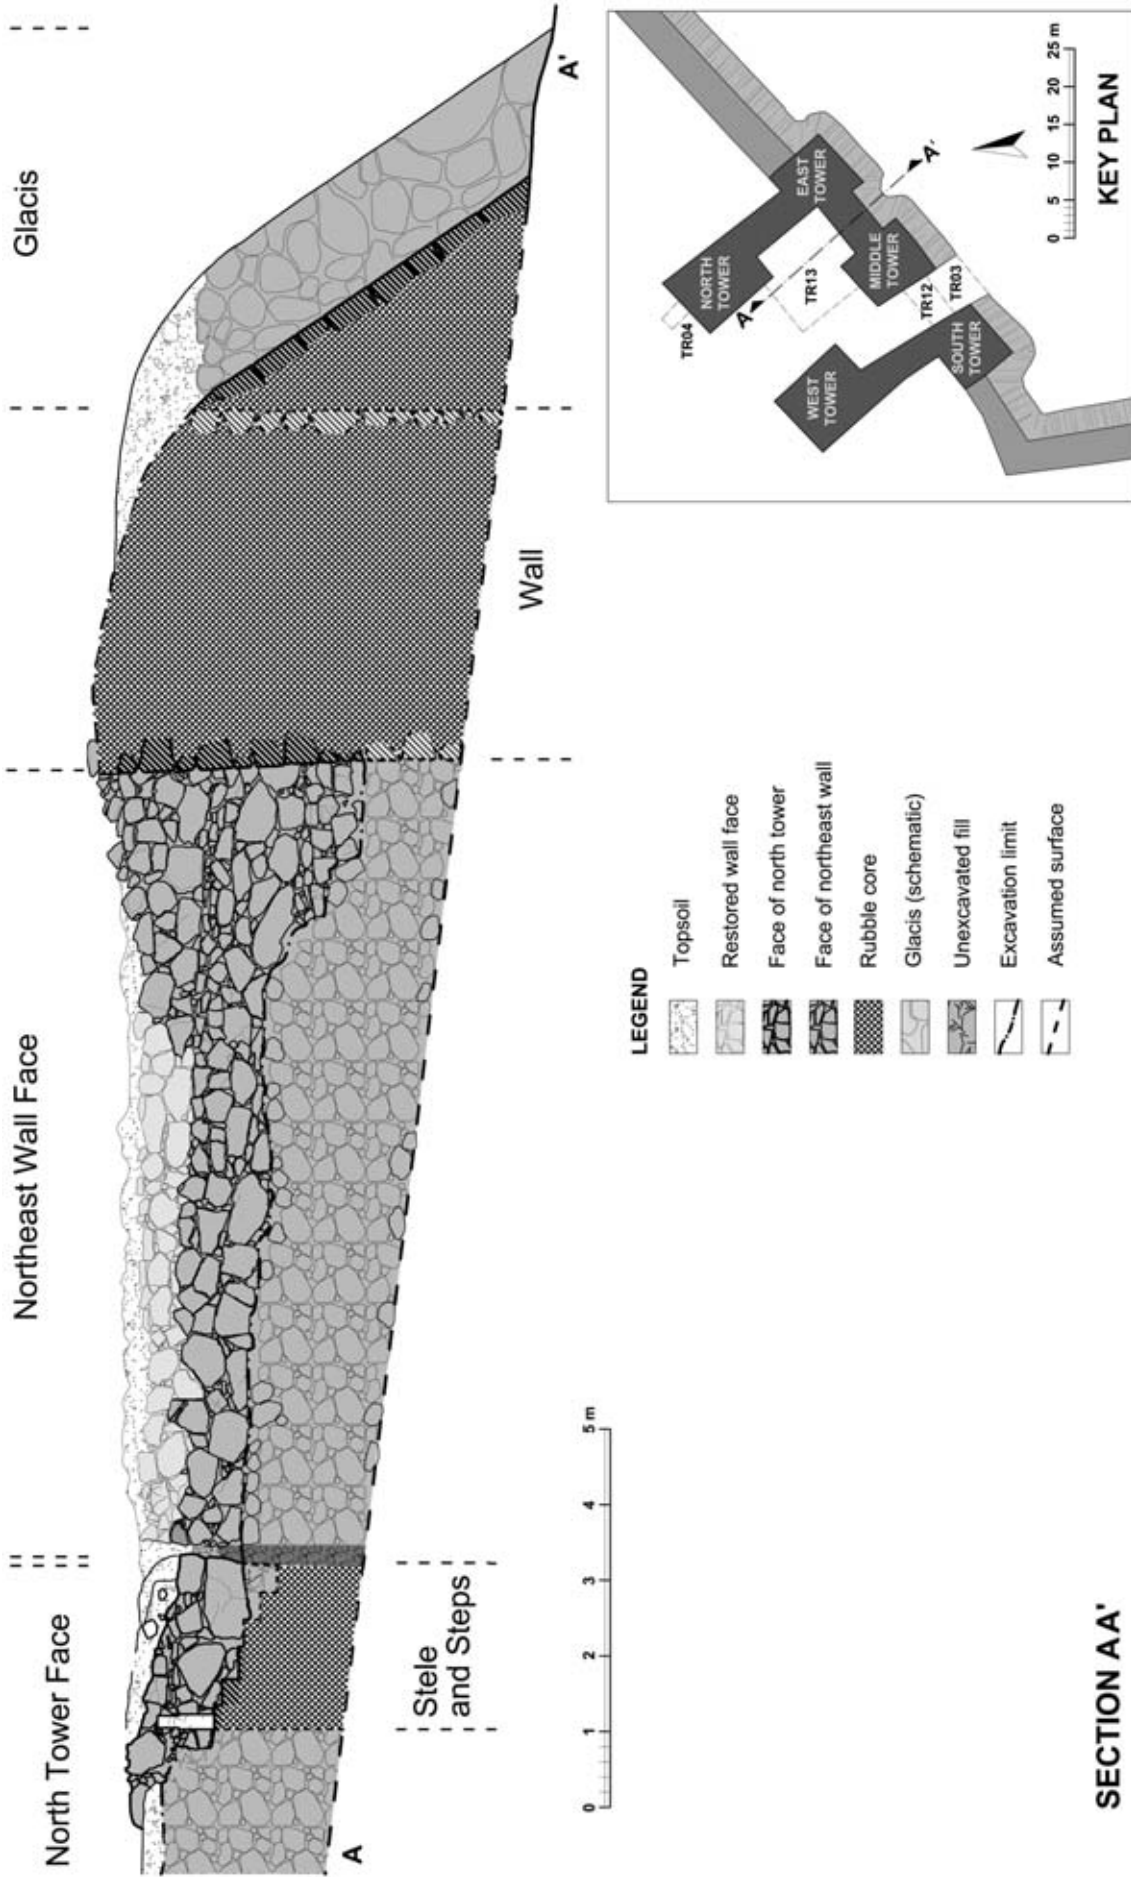 North Tower Face
Northeast Wall Face
Glacis
A
A'
Stele
and Steps
Wall
0 1 2 3 4 5 m
SECTION A A'
LEGEND
Topsoil
Restored wall face
Face of north tower
Face of northeast wall
Rubble core
Glacis (schematic)
Unexcavated fill
Excavation limit
Assumed surface
TR04
NORTH
TOWER
EAST
TOWER
A
A'
TR13
MIDDLE
TOWER
WEST
TOWER
TR12
TR03
SOUTH
TOWER
0 5 10 15 20 25 m
KEY PLAN